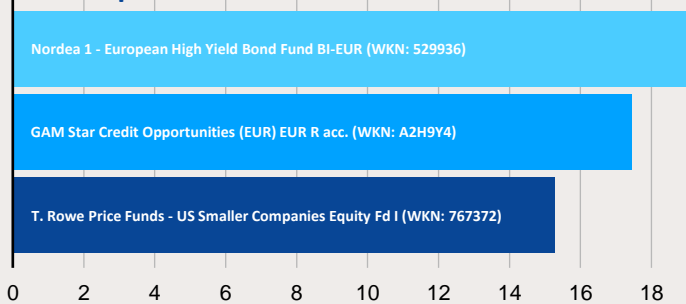 Nordea 1 - European High Yield Bond Fund BI-EUR (WKN: 529936)
GAM Star Credit Opportunities (EUR) EUR R acc. (WKN: A2H9Y4)
T. Rowe Price Funds - US Smaller Companies Equity Fd I (WKN: 767372)
0 2 4 6 8 10 12 14 16 18